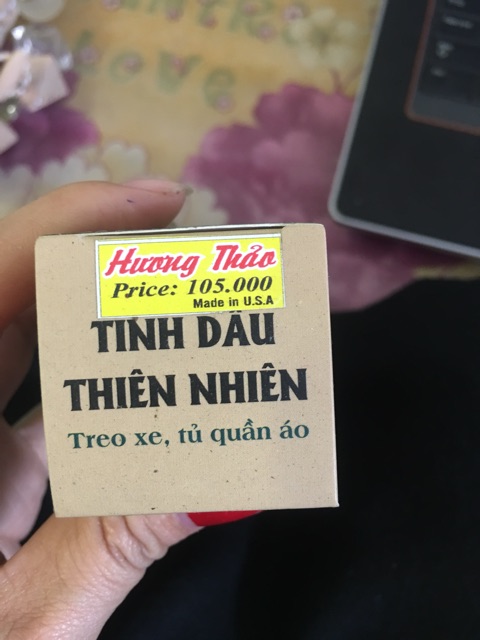 Hương Thảo
Price: 105.000
Made in U.S.A
TINH DẦU
THIÊN NHIÊN
Treo xe, tủ quần áo